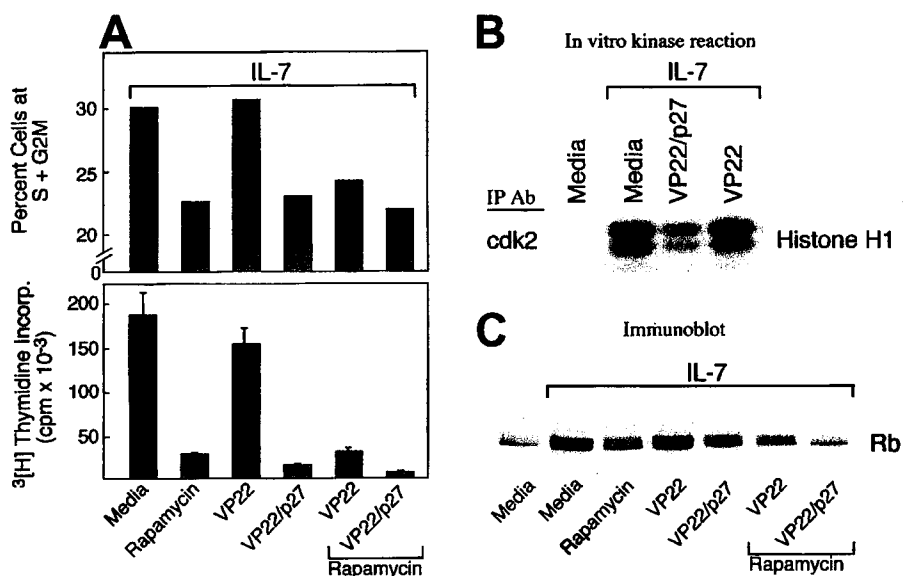 A
IL-7
Percent Cells at
S + G2M
30
25
20
0
3[H] Thymidine Incorp.
(cpm x 10-3)
200
150
100
50
Media
Rapamycin
VP22
VP22/p27
VP22
VP22/p27
Rapamycin
B
In vitro kinase reaction
IL-7
Media
Media
VP22/p27
VP22
IP Ab
cdk2
Histone H1
C
Immunoblot
IL-7
Rb
Media
Media
Rapamycin
VP22
VP22/p27
VP22
VP22/p27
Rapamycin